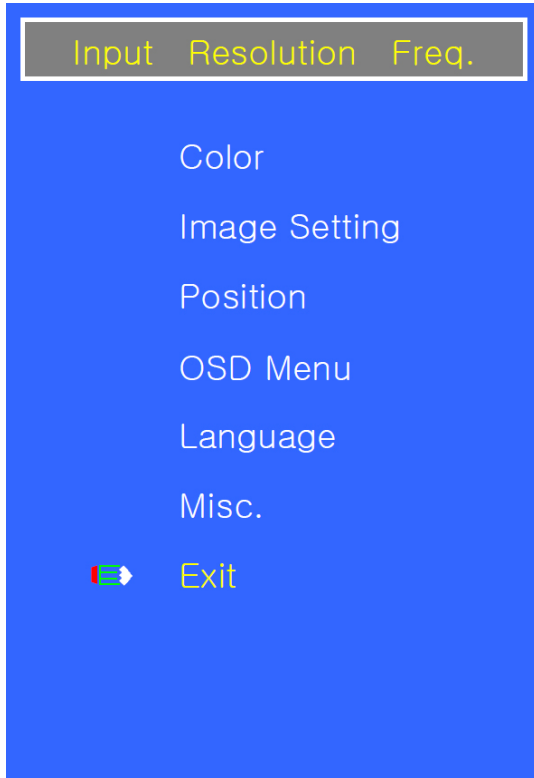 Input Resolution Freq.
Color
Image Setting
Position
OSD Menu
Language
Misc.
Exit